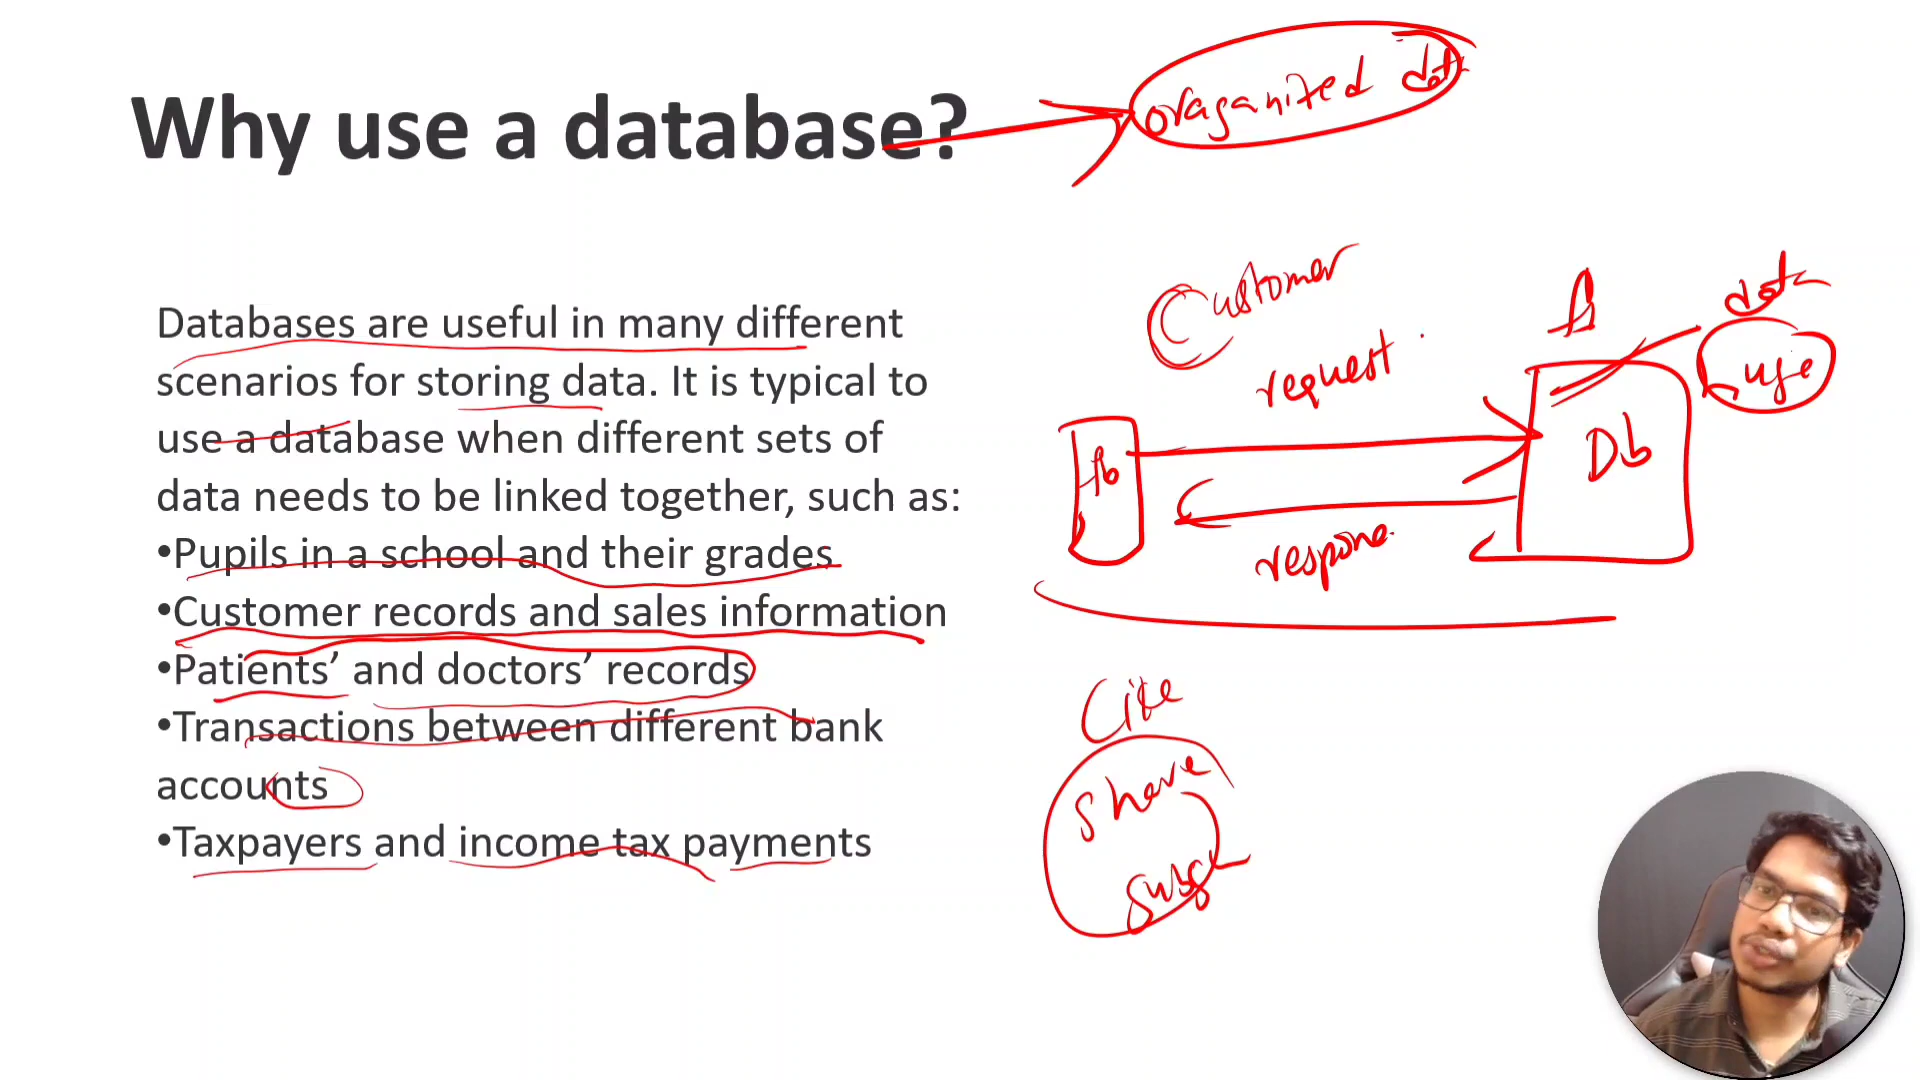 Why use a database?
oraganized data
Databases are useful in many different
scenarios for storing data. It is typical to
use a database when different sets of
data needs to be linked together, such as:
•Pupils in a school and their grades
•Customer records and sales information
•Patients’ and doctors’ records
•Transactions between different bank
accounts
•Taxpayers and income tax payments
Customer
request
data
Db
response
share